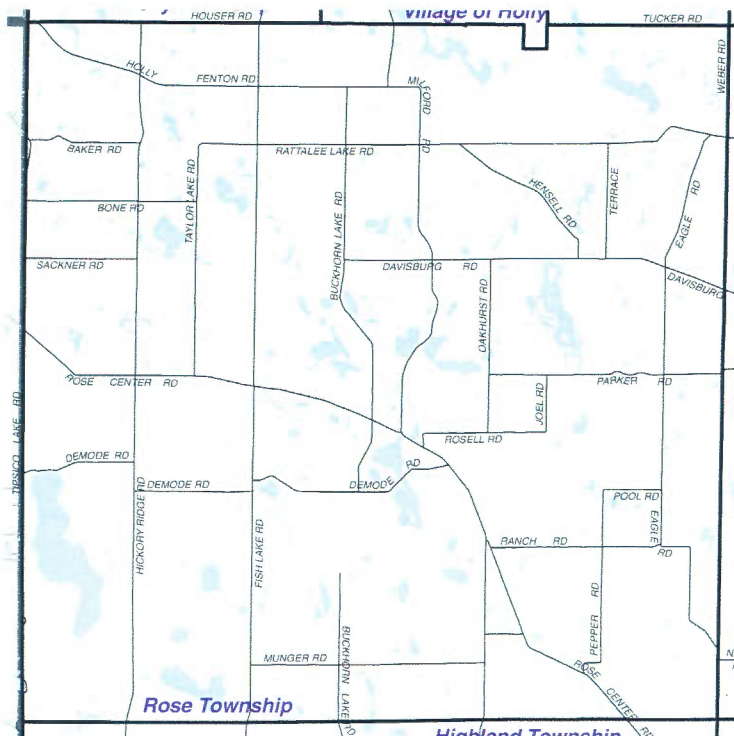 Village of Holly
HOUSER RD
TUCKER RD
WEBER RD
HOLLY
FENTON RD
MILFORD RD
BAKER RD
RATTALEE LAKE RD
TAYLOR LAKE RD
HENSELL RD
TERRACE
EAGLE RD
BONE RD
BUCKHORN LAKE RD
SACKNER RD
DAVISBURG RD
DAVISBURG
OAKHURST RD
ROSE CENTER RD
PARKER RD
JOEL RD
TIPSICO LAKE RD
ROSELL RD
DEMODE RD
DEMODE RD
DEMODE RD
POOL RD
HICKORY RIDGE RD
FISH LAKE RD
EAGLE RD
RANCH RD
PEPPER RD
MUNGER RD
BUCKHORN LAKE RD
ROSE CENTER RD
N
Rose Township
Highland Township